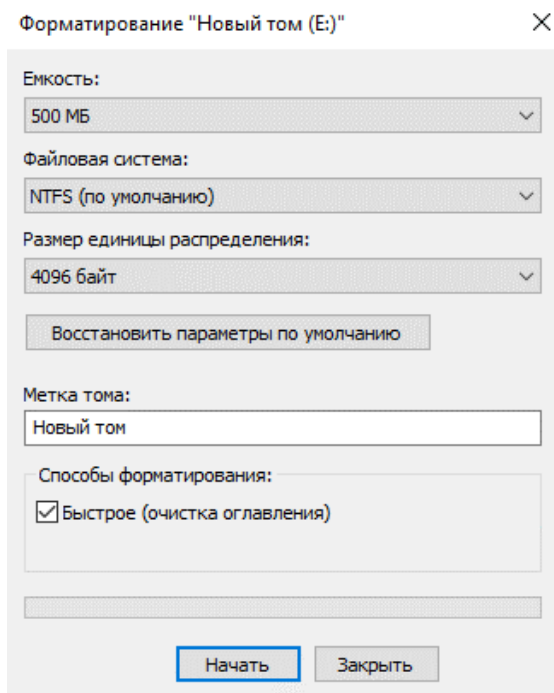 Форматирование "Новый том (E:)"
Емкость:
500 МБ
Файловая система:
NTFS (по умолчанию)
Размер единицы распределения:
4096 байт
Восстановить параметры по умолчанию
Метка тома:
Новый том
Способы форматирования:
Быстрое (очистка оглавления)
Начать
Закрыть